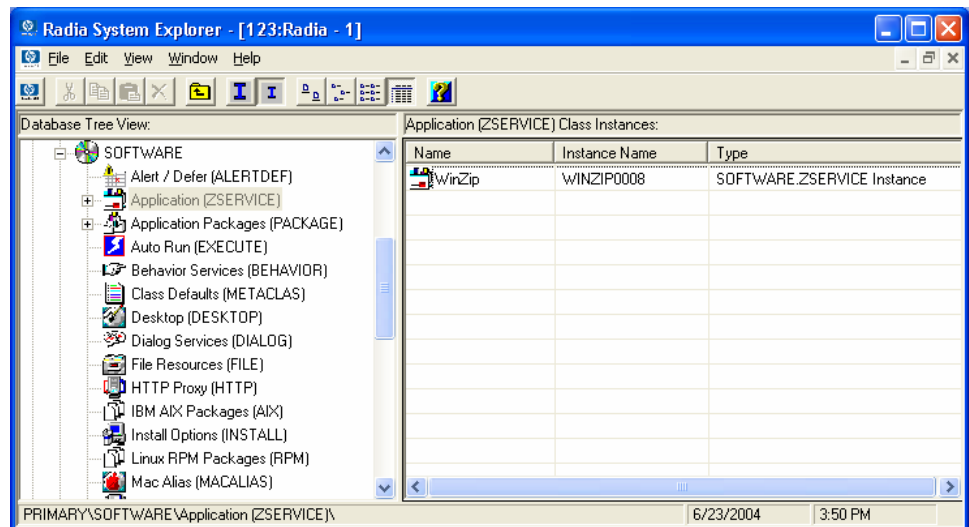 Radia System Explorer - [123:Radia - 1]
File Edit View Window Help
Database Tree View:
Application (ZSERVICE) Class Instances:
SOFTWARE
Alert / Defer (ALERTDEF)
Application (ZSERVICE)
Application Packages (PACKAGE)
Auto Run (EXECUTE)
Behavior Services (BEHAVIOR)
Class Defaults (METACLAS)
Desktop (DESKTOP)
Dialog Services (DIALOG)
File Resources (FILE)
HTTP Proxy (HTTP)
IBM AIX Packages (AIX)
Install Options (INSTALL)
Linux RPM Packages (RPM)
Mac Alias (MACALIAS)
Name Instance Name Type
WinZip WINZIP0008 SOFTWARE.ZSERVICE Instance
PRIMARY\SOFTWARE\Application (ZSERVICE)\ 6/23/2004 3:50 PM